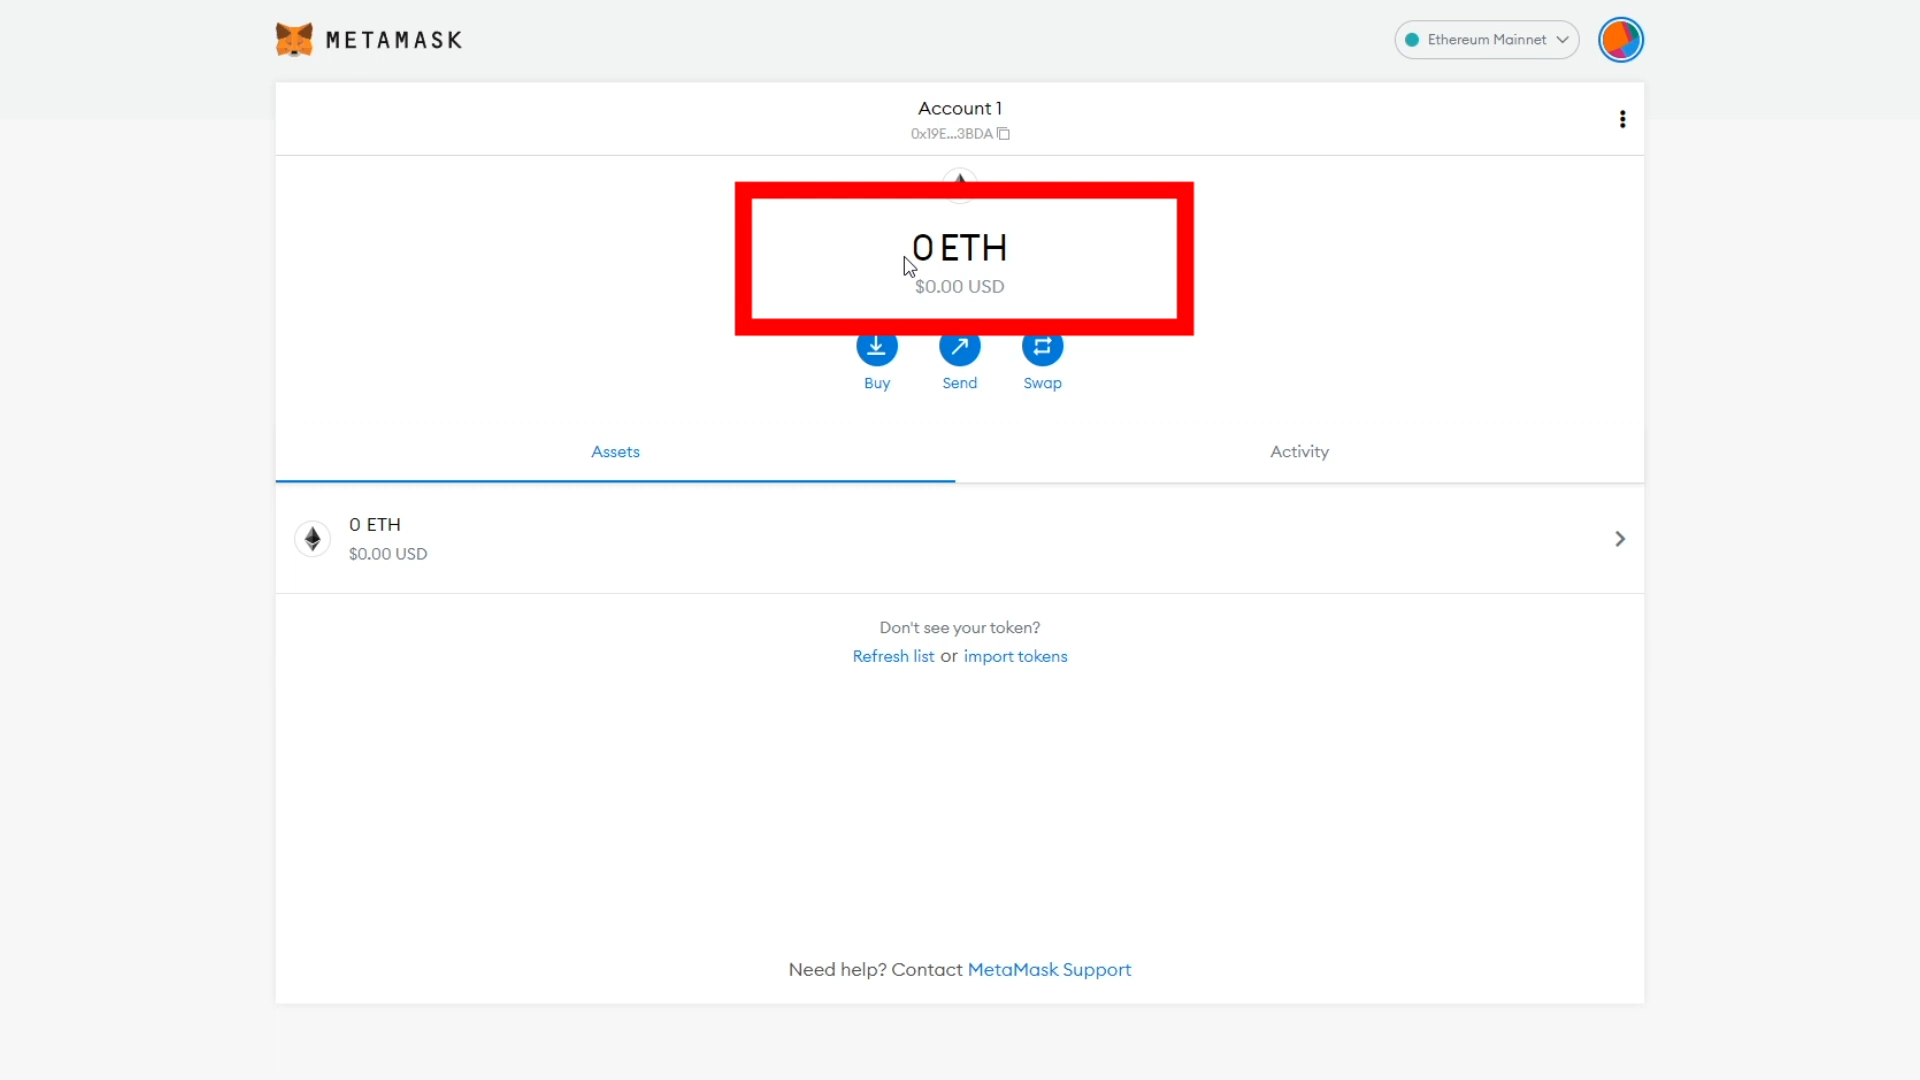 METAMASK
Ethereum Mainnet
Account 1
0x19E...3BDA
0 ETH
$0.00 USD
Buy
Send
Swap
Assets
Activity
0 ETH
$0.00 USD
Don't see your token?
Refresh list or import tokens
Need help? Contact MetaMask Support